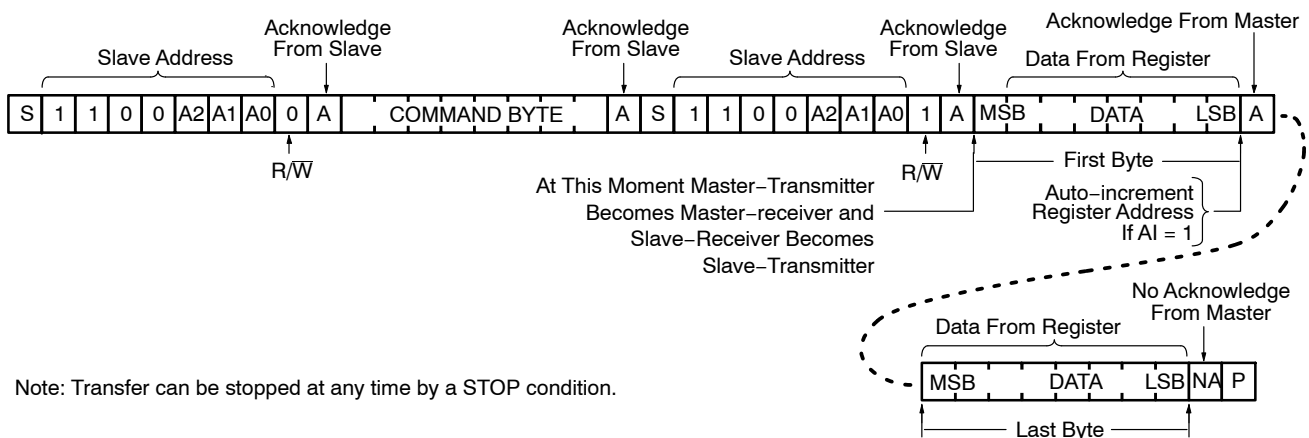 Acknowledge From Slave
Acknowledge From Slave
Acknowledge From Slave
Acknowledge From Master
Slave Address
Slave Address
Data From Register
S 1 1 0 0 A2 A1 A0 0 A COMMAND BYTE A S 1 1 0 0 A2 A1 A0 1 A MSB DATA LSB A
R/W̅
R/W̅
First Byte
At This Moment Master−Transmitter
Becomes Master−receiver and
Slave−Receiver Becomes
Slave−Transmitter
Auto−increment
Register Address
If AI = 1
No Acknowledge
From Master
Data From Register
MSB DATA LSB NA P
Last Byte
Note: Transfer can be stopped at any time by a STOP condition.